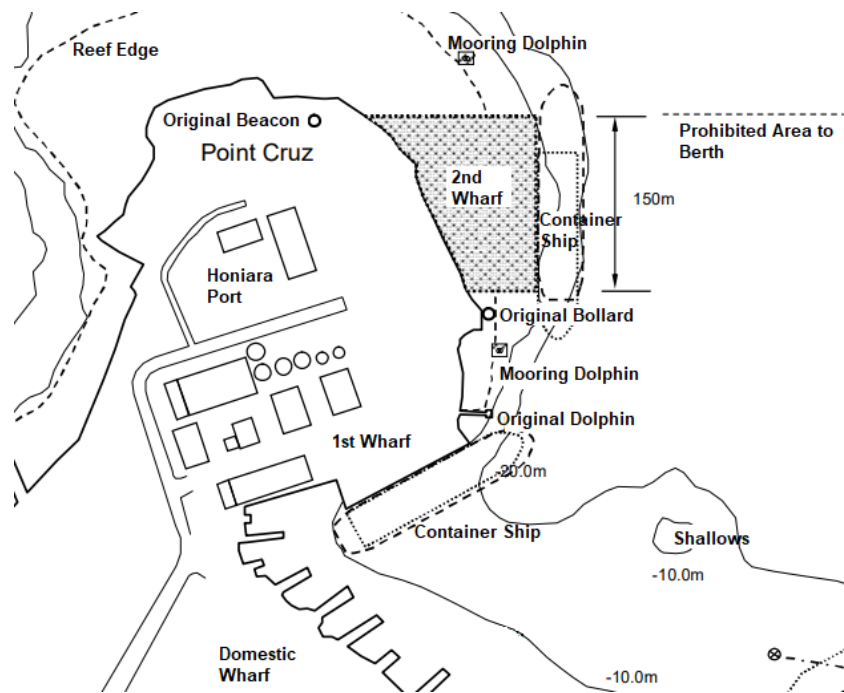 Mooring Dolphin
Reef Edge
Original Beacon
Prohibited Area to
Berth
Point Cruz
2nd
Wharf
150m
Container
Ship
Honiara
Port
Original Bollard
Mooring Dolphin
Original Dolphin
1st Wharf
-20.0m
Container Ship
Shallows
-10.0m
Domestic
Wharf
-10.0m